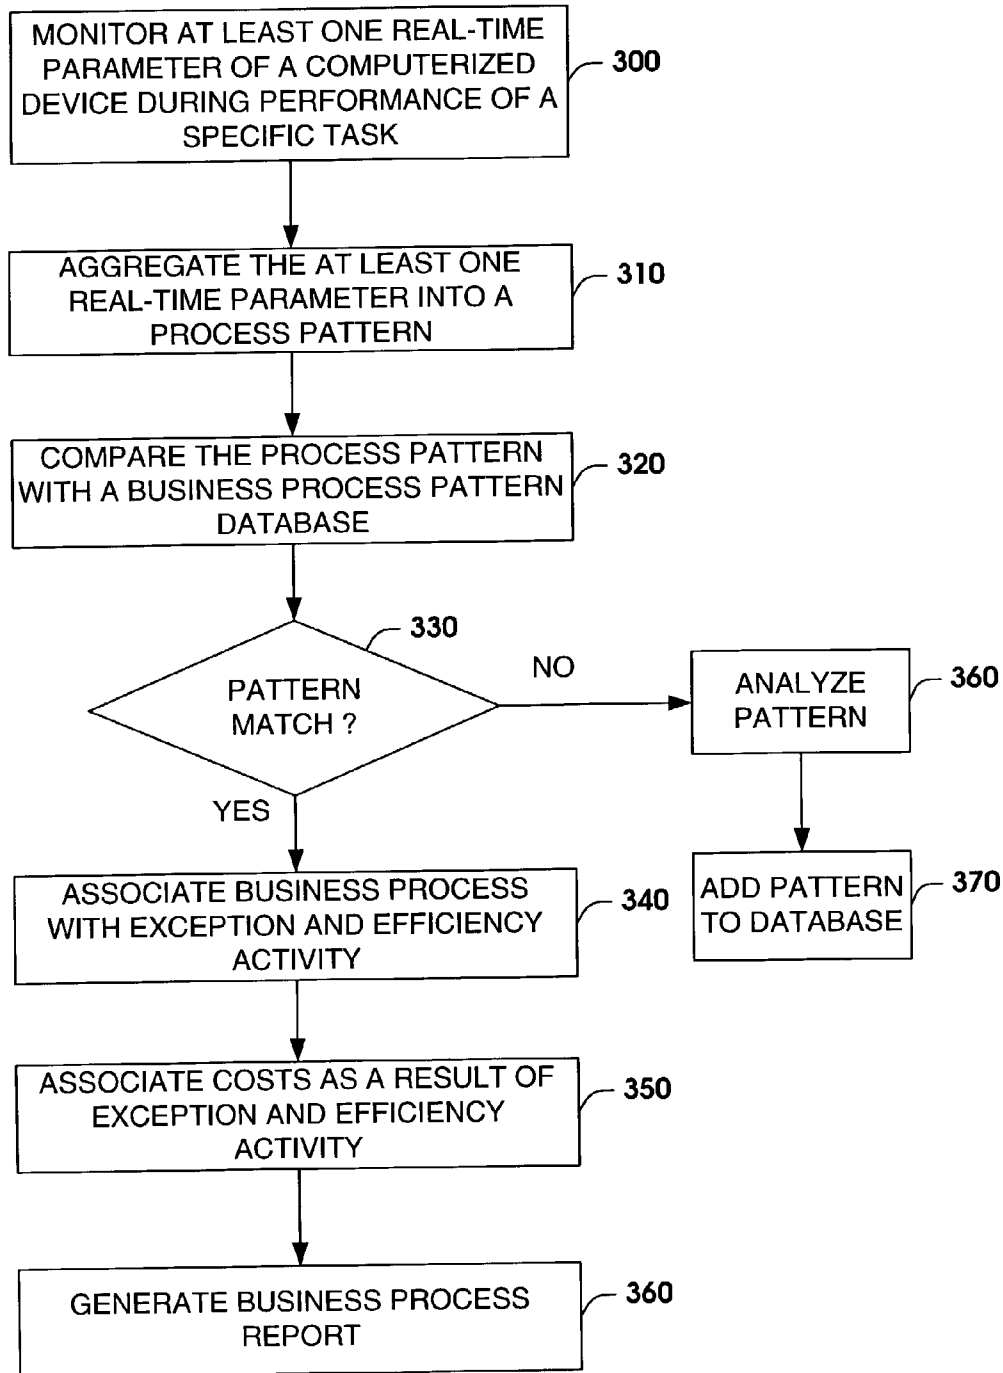 MONITOR AT LEAST ONE REAL-TIME
PARAMETER OF A COMPUTERIZED
DEVICE DURING PERFORMANCE OF A
SPECIFIC TASK
300
AGGREGATE THE AT LEAST ONE
REAL-TIME PARAMETER INTO A
PROCESS PATTERN
310
COMPARE THE PROCESS PATTERN
WITH A BUSINESS PROCESS PATTERN
DATABASE
320
PATTERN
MATCH ?
330
NO
ANALYZE
PATTERN
360
ADD PATTERN
TO DATABASE
370
YES
ASSOCIATE BUSINESS PROCESS
WITH EXCEPTION AND EFFICIENCY
ACTIVITY
340
ASSOCIATE COSTS AS A RESULT OF
EXCEPTION AND EFFICIENCY
ACTIVITY
350
GENERATE BUSINESS PROCESS
REPORT
360